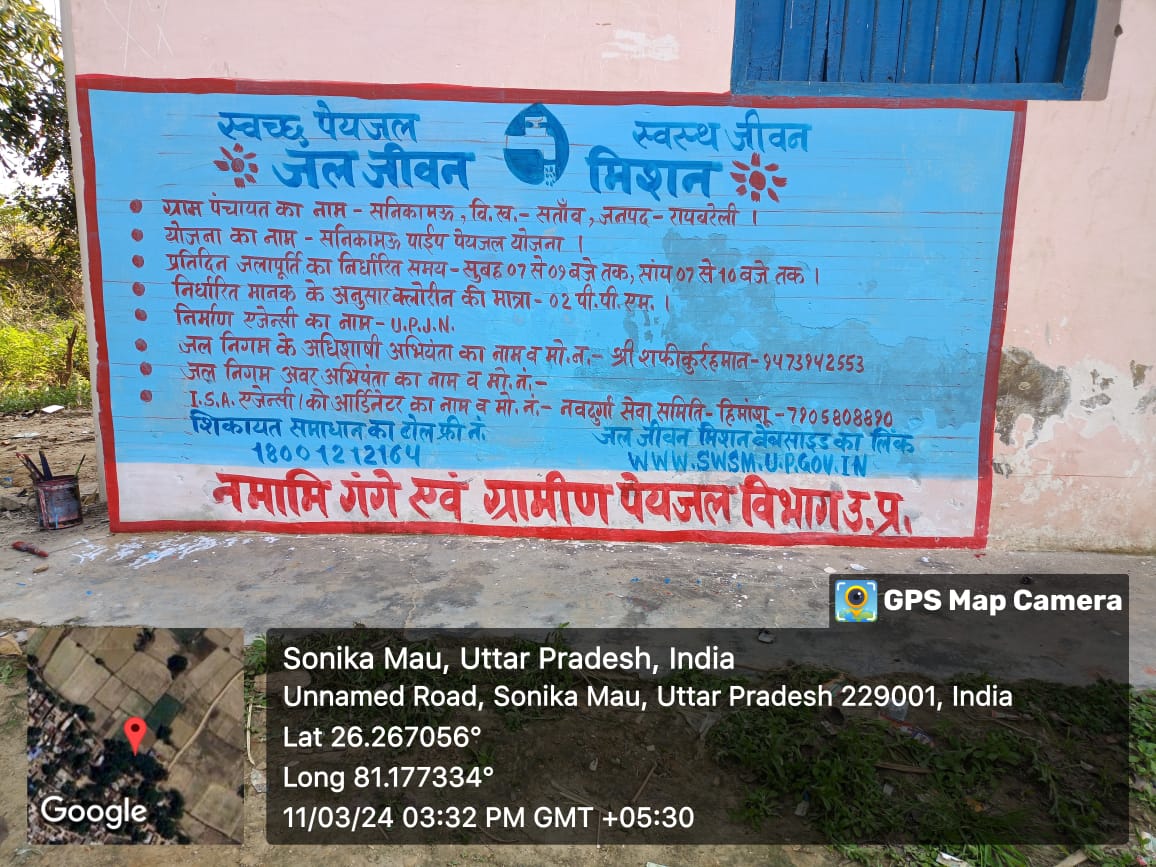 स्वच्छ पेयजल स्वस्थ जीवन
जल जीवन मिशन
ग्राम पंचायत का नाम - सनिकामऊ, वि.ख.- सताँव, जनपद- रायबरेली ।
योजना का नाम - सनिकामऊ पाईप पेयजल योजना ।
प्रतिदिन जलापूर्ति का निर्धारित समय - सुबह 07 से 09 बजे तक, सांय 07 से 10 बजे तक ।
निर्धारित मानक के अनुसार क्लोरीन की मात्रा - 02 पी.पी.एम. ।
निर्माण एजेन्सी का नाम - U.P.J.N.
जल निगम के अधिशाषी अभियंता का नाम व मो.न.- श्री शफीकुर्रहमान - 9473942553
जल निगम अवर अभियंता का नाम व मो.नं.-
I.S.A. एजेन्सी/को आर्डिनेटर का नाम व मो.नं.- नवदुर्गा सेवा समिति - हिमांशू - 7905808890
शिकायत समाधान का टोल फ्री नं. जल जीवन मिशन वेबसाइड का लिंक
18001212164 WWW.SWSM.UP.GOV.IN
नमामि गंगे एवं ग्रामीण पेयजल विभाग उ.प्र.
GPS Map Camera
Sonika Mau, Uttar Pradesh, India
Unnamed Road, Sonika Mau, Uttar Pradesh 229001, India
Lat 26.267056°
Long 81.177334°
11/03/24 03:32 PM GMT +05:30
Google